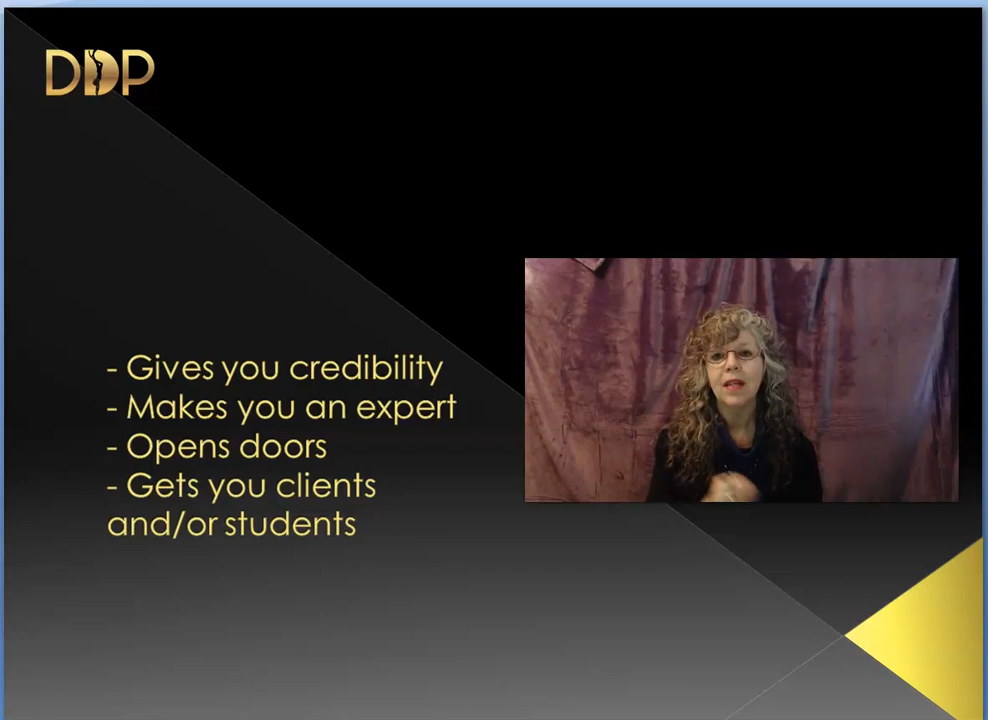 DDP
- Gives you credibility
- Makes you an expert
- Opens doors
- Gets you clients
and/or students